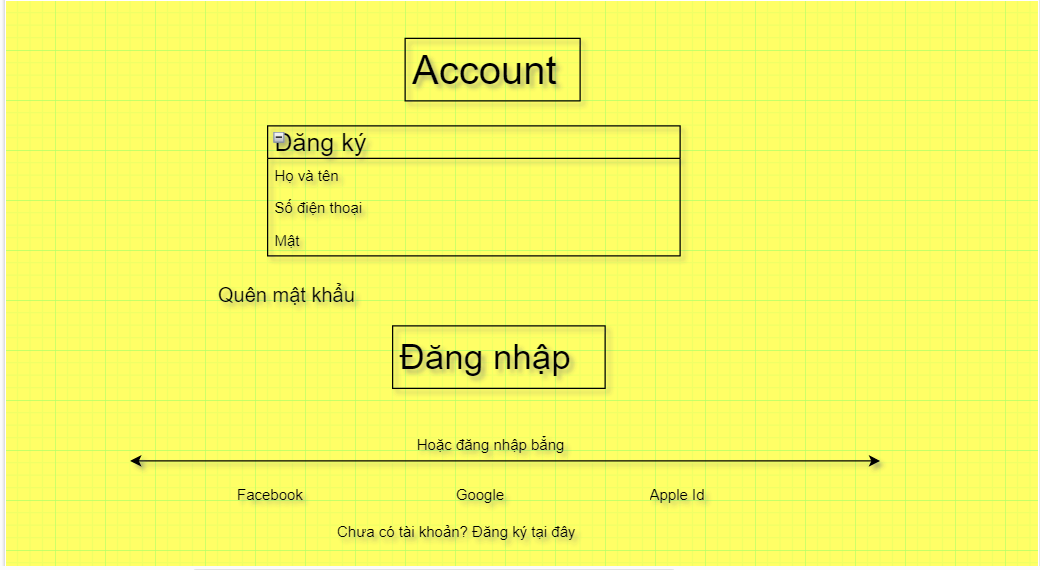 Account
Đăng ký
Họ và tên
Số điện thoại
Mật
Quên mật khẩu
Đăng nhập
Hoặc đăng nhập bằng
Facebook Google Apple Id
Chưa có tài khoản? Đăng ký tại đây